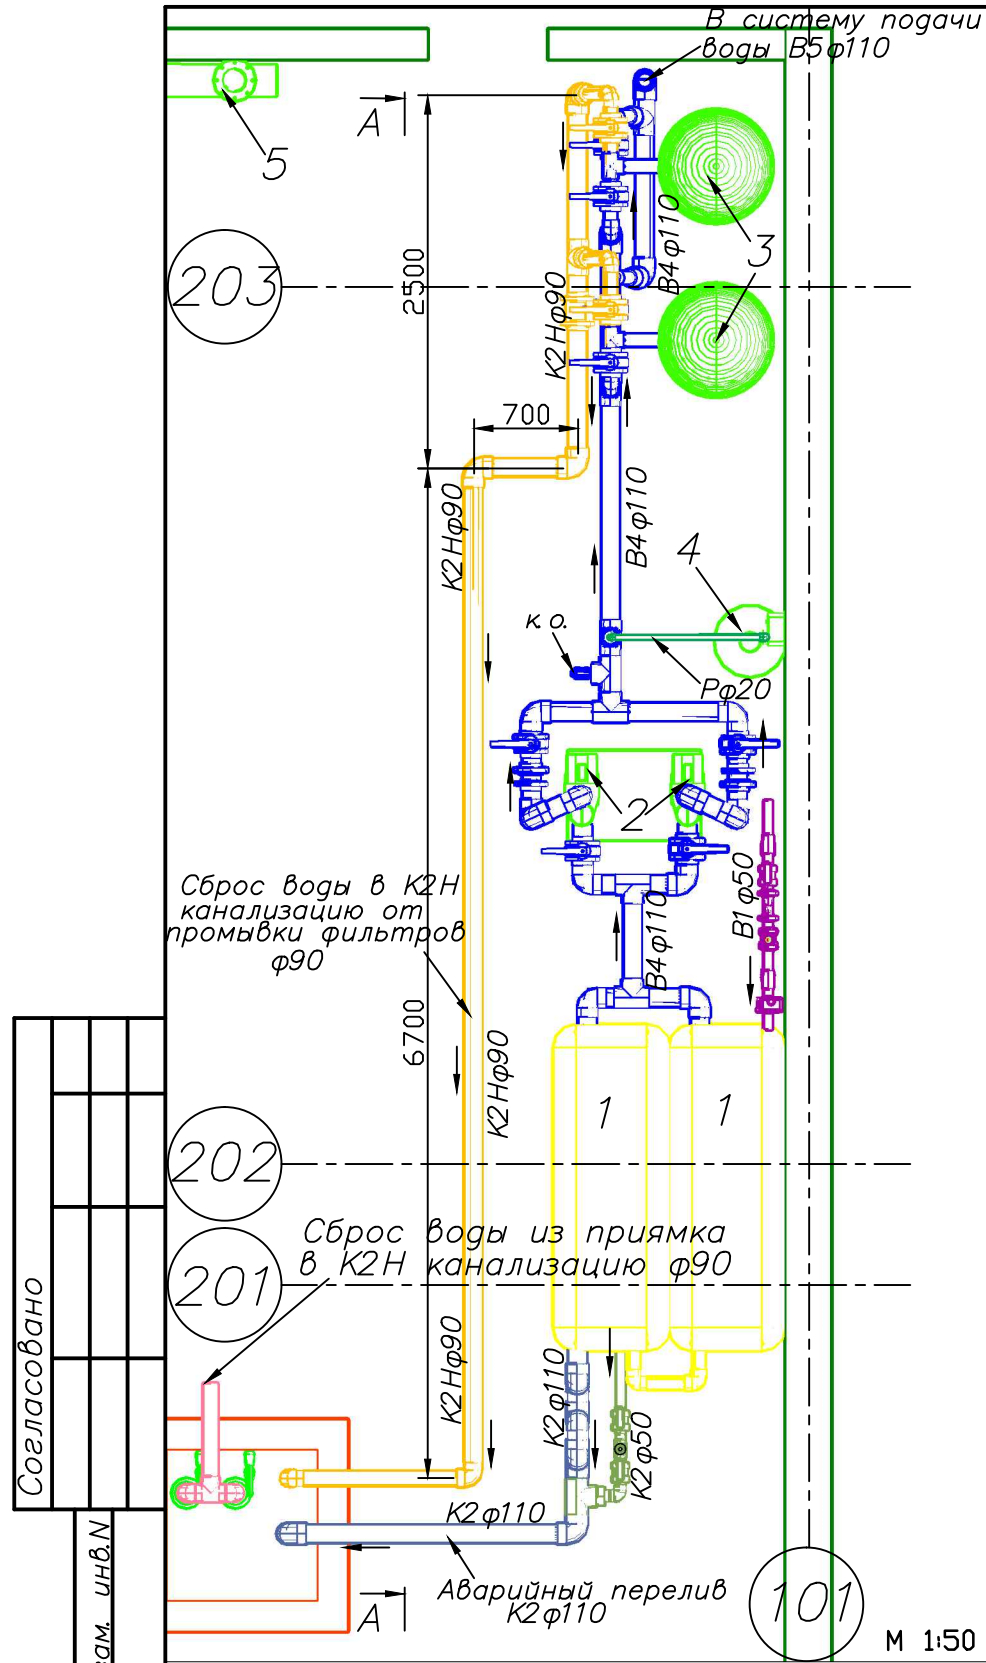 В систему подачи
воды В5φ110
А
5
3
203
2500
В4φ110
К2Нφ90
700
К2Нφ90
В4φ110
4
к.о.
Рφ20
2
Сброс воды в К2Н
канализацию от
промывки фильтров
φ90
В4φ110
В1φ50
6700
К2Нφ90
1
1
202
Сброс воды из приямка
в К2Н канализацию φ90
201
Согласовано
К2Нφ90
К2φ110
К2φ50
К2φ110
Аварийный перелив
К2φ110
А
101
инв.N
М 1:50